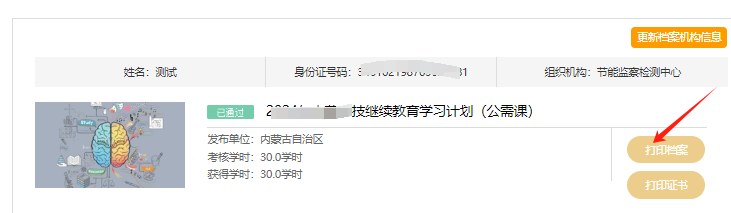 更新档案机构信息
姓名：测试 身份证号码： 组织机构：节能监察检测中心
已通过 技继续教育学习计划（公需课）
发布单位：内蒙古自治区
考核学时：30.0学时
打印档案
获得学时：30.0学时
打印证书